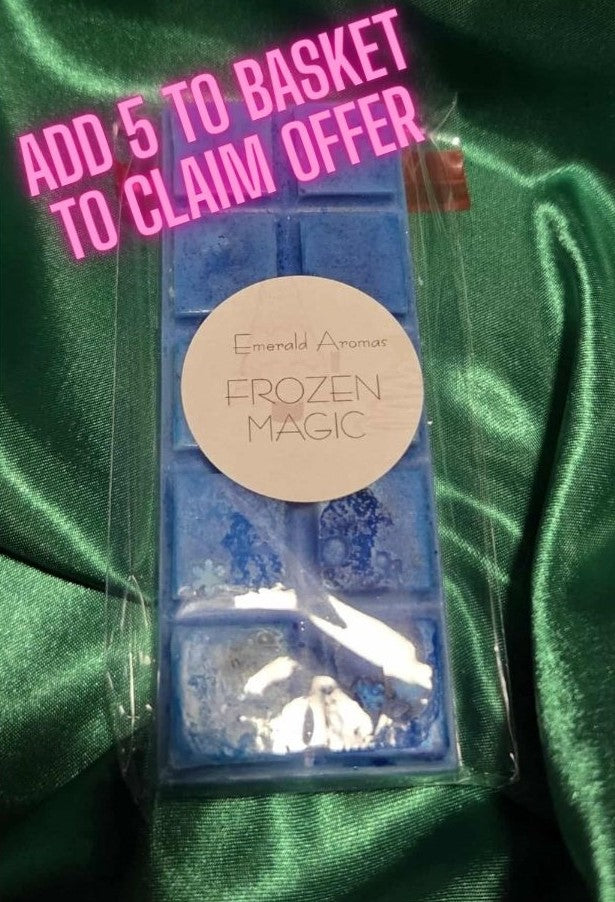 ADD 5 TO BASKET
TO CLAIM OFFER
Emerald Aromas
FROZEN
MAGIC